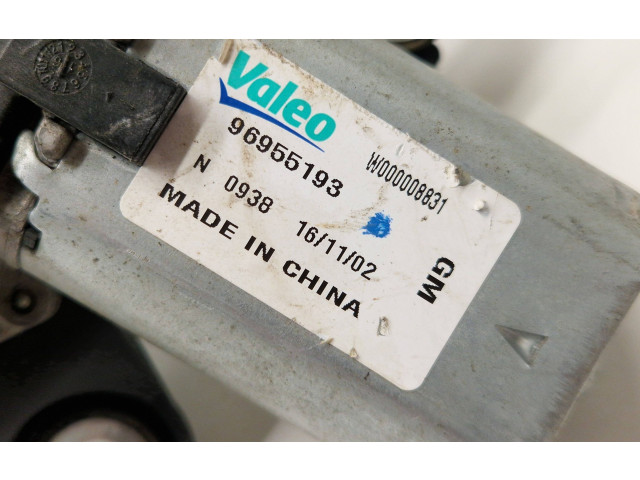 Valeo
96955193
W000008831
N 0938 16/11/02
GM
MADE IN CHINA